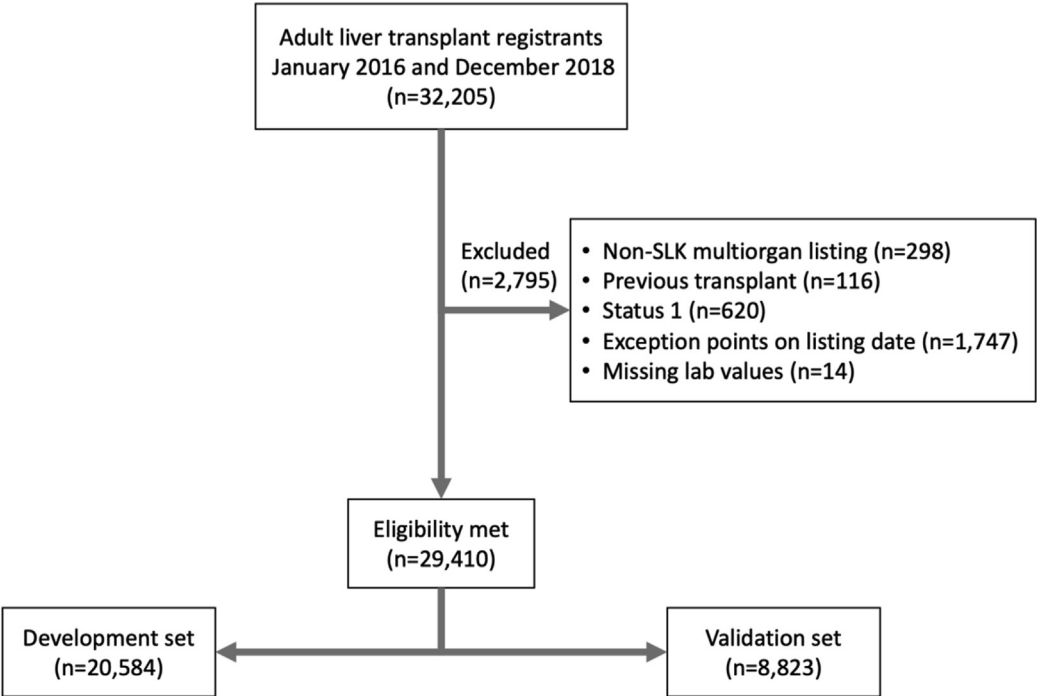 Adult liver transplant registrants
January 2016 and December 2018
(n=32,205)
Excluded
(n=2,795)
• Non-SLK multiorgan listing (n=298)
• Previous transplant (n=116)
• Status 1 (n=620)
• Exception points on listing date (n=1,747)
• Missing lab values (n=14)
Eligibility met
(n=29,410)
Development set
(n=20,584)
Validation set
(n=8,823)